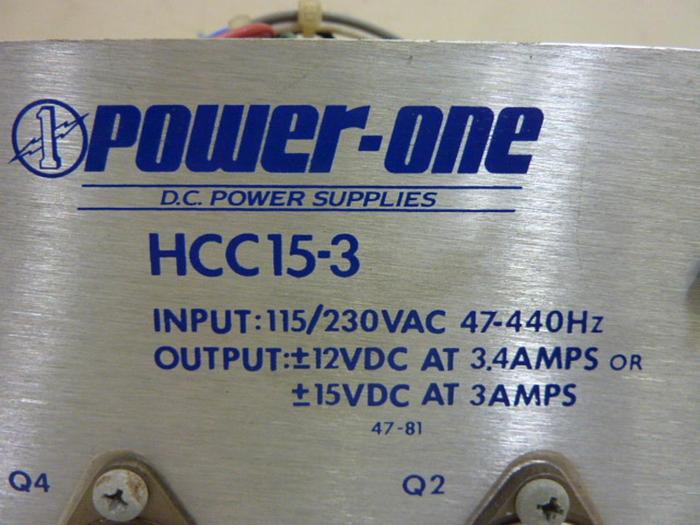 1 power-one
D.C. POWER SUPPLIES
HCC15-3
INPUT:115/230VAC 47-440Hz
OUTPUT:±12VDC AT 3.4AMPS OR
±15VDC AT 3AMPS
47-81
Q4 Q2